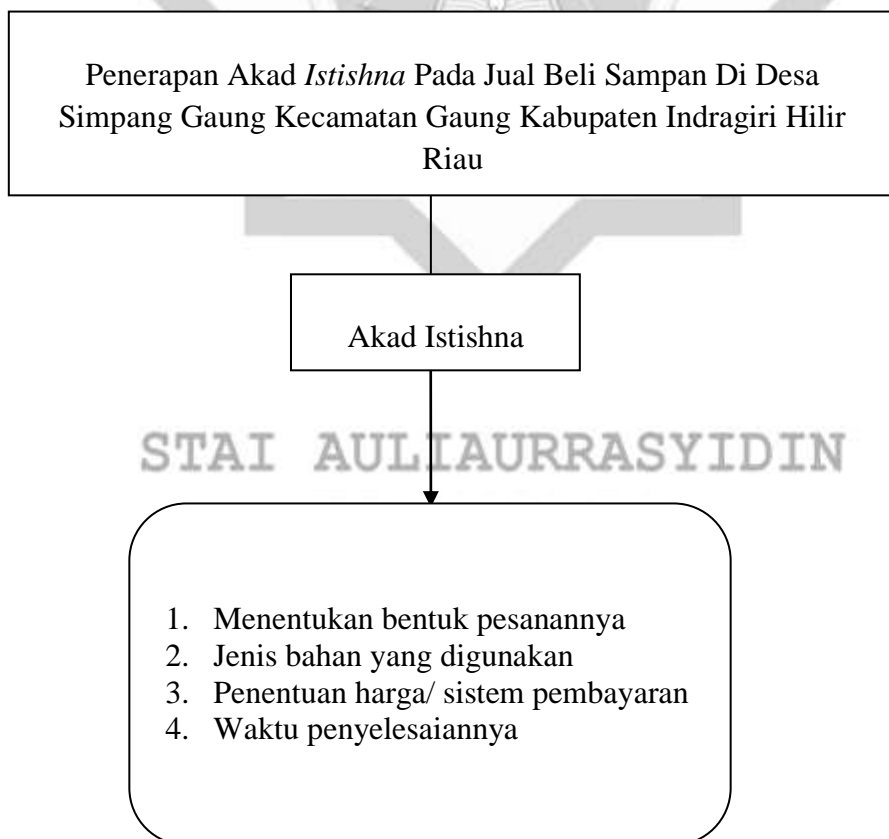 Penerapan Akad Istishna Pada Jual Beli Sampan Di Desa
Simpang Gaung Kecamatan Gaung Kabupaten Indragiri Hilir
Riau
Akad Istishna
STAI AULIAURRASYIDIN
1. Menentukan bentuk pesanannya
2. Jenis bahan yang digunakan
3. Penentuan harga/ sistem pembayaran
4. Waktu penyelesaiannya